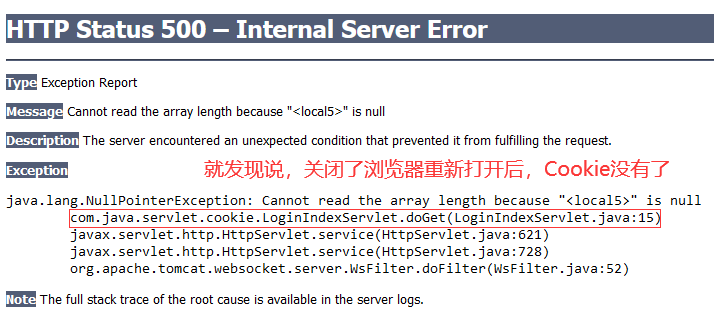 HTTP Status 500 – Internal Server Error
Type Exception Report
Message Cannot read the array length because "<local5>" is null
Description The server encountered an unexpected condition that prevented it from fulfilling the request.
Exception
就发现说，关闭了浏览器重新打开后，Cookie没有了
java.lang.NullPointerException: Cannot read the array length because "<local5>" is null
com.java.servlet.cookie.LoginIndexServlet.doGet(LoginIndexServlet.java:15)
javax.servlet.http.HttpServlet.service(HttpServlet.java:621)
javax.servlet.http.HttpServlet.service(HttpServlet.java:728)
org.apache.tomcat.websocket.server.WsFilter.doFilter(WsFilter.java:52)
Note The full stack trace of the root cause is available in the server logs.